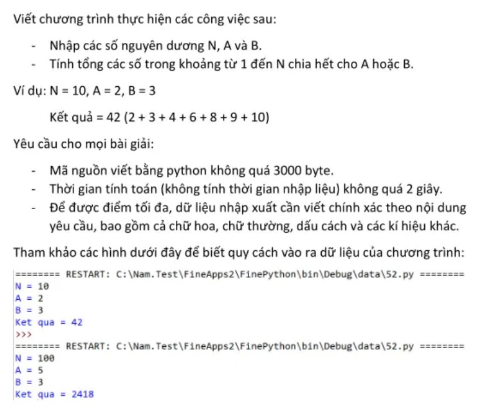 Viết chương trình thực hiện các công việc sau:
- Nhập các số nguyên dương N, A và B.
- Tính tổng các số trong khoảng từ 1 đến N chia hết cho A hoặc B.
Ví dụ: N = 10, A = 2, B = 3
Kết quả = 42 (2 + 3 + 4 + 6 + 8 + 9 + 10)
Yêu cầu cho mọi bài giải:
- Mã nguồn viết bằng python không quá 3000 byte.
- Thời gian tính toán (không tính thời gian nhập liệu) không quá 2 giây.
- Để được điểm tối đa, dữ liệu nhập xuất cần viết chính xác theo nội dung
yêu cầu, bao gồm cả chữ hoa, chữ thường, dấu cách và các kí hiệu khác.
Tham khảo các hình dưới đây để biết quy cách vào ra dữ liệu của chương trình:
======== RESTART: C:\Nam.Test\FineApps2\FinePython\bin\Debug\data\52.py ========
N = 10
A = 2
B = 3
Ket qua = 42
>>>
======== RESTART: C:\Nam.Test\FineApps2\FinePython\bin\Debug\data\52.py ========
N = 100
A = 5
B = 3
Ket qua = 2418